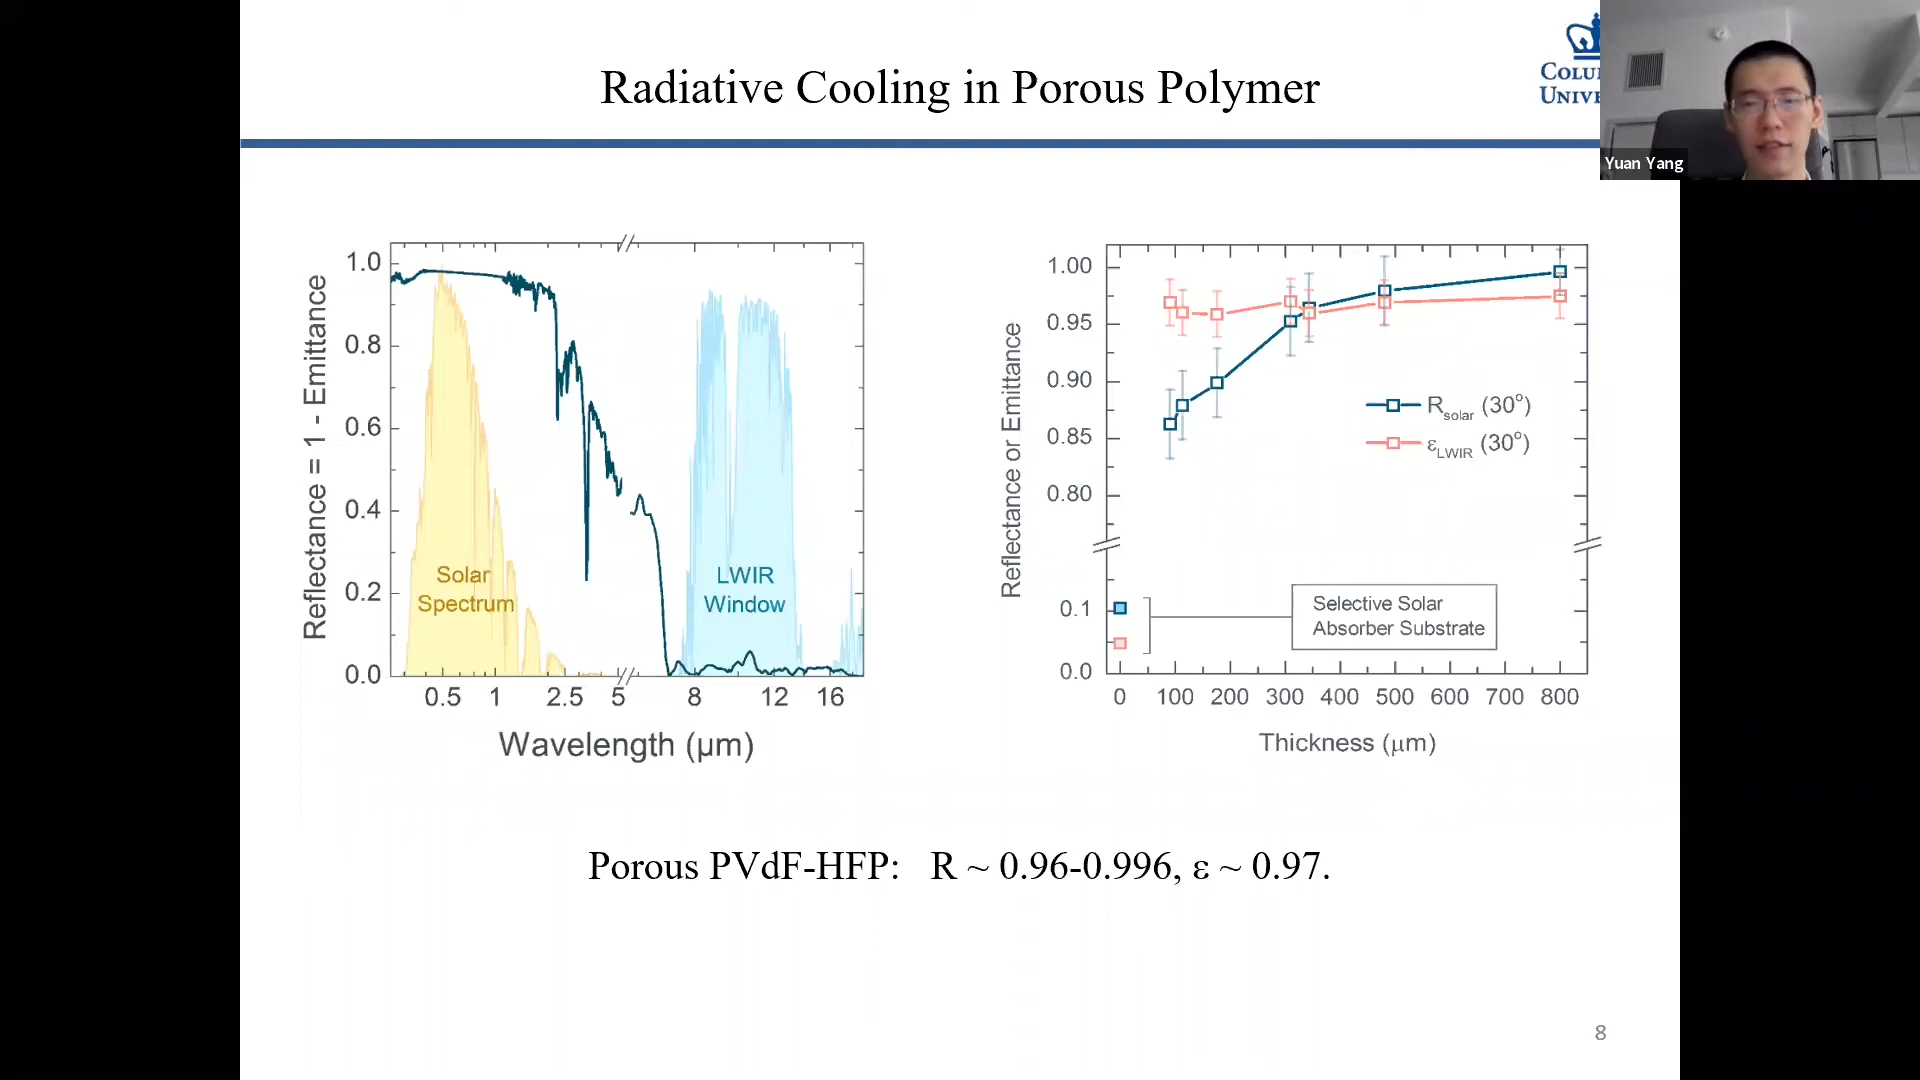 Radiative Cooling in Porous Polymer
Yuan Yang
Reflectance = 1 - Emittance
1.0
0.8
0.6
0.4
0.2
0.0
Solar
Spectrum
LWIR
Window
0.5 1 2.5 5 8 12 16
Wavelength (µm)
Reflectance or Emittance
1.00
0.95
0.90
0.85
0.80
0.1
0.0
Rsolar (30°)
εLWIR (30°)
Selective Solar
Absorber Substrate
0 100 200 300 400 500 600 700 800
Thickness (µm)
Porous PVdF-HFP: R ~ 0.96-0.996, ε ~ 0.97.
8